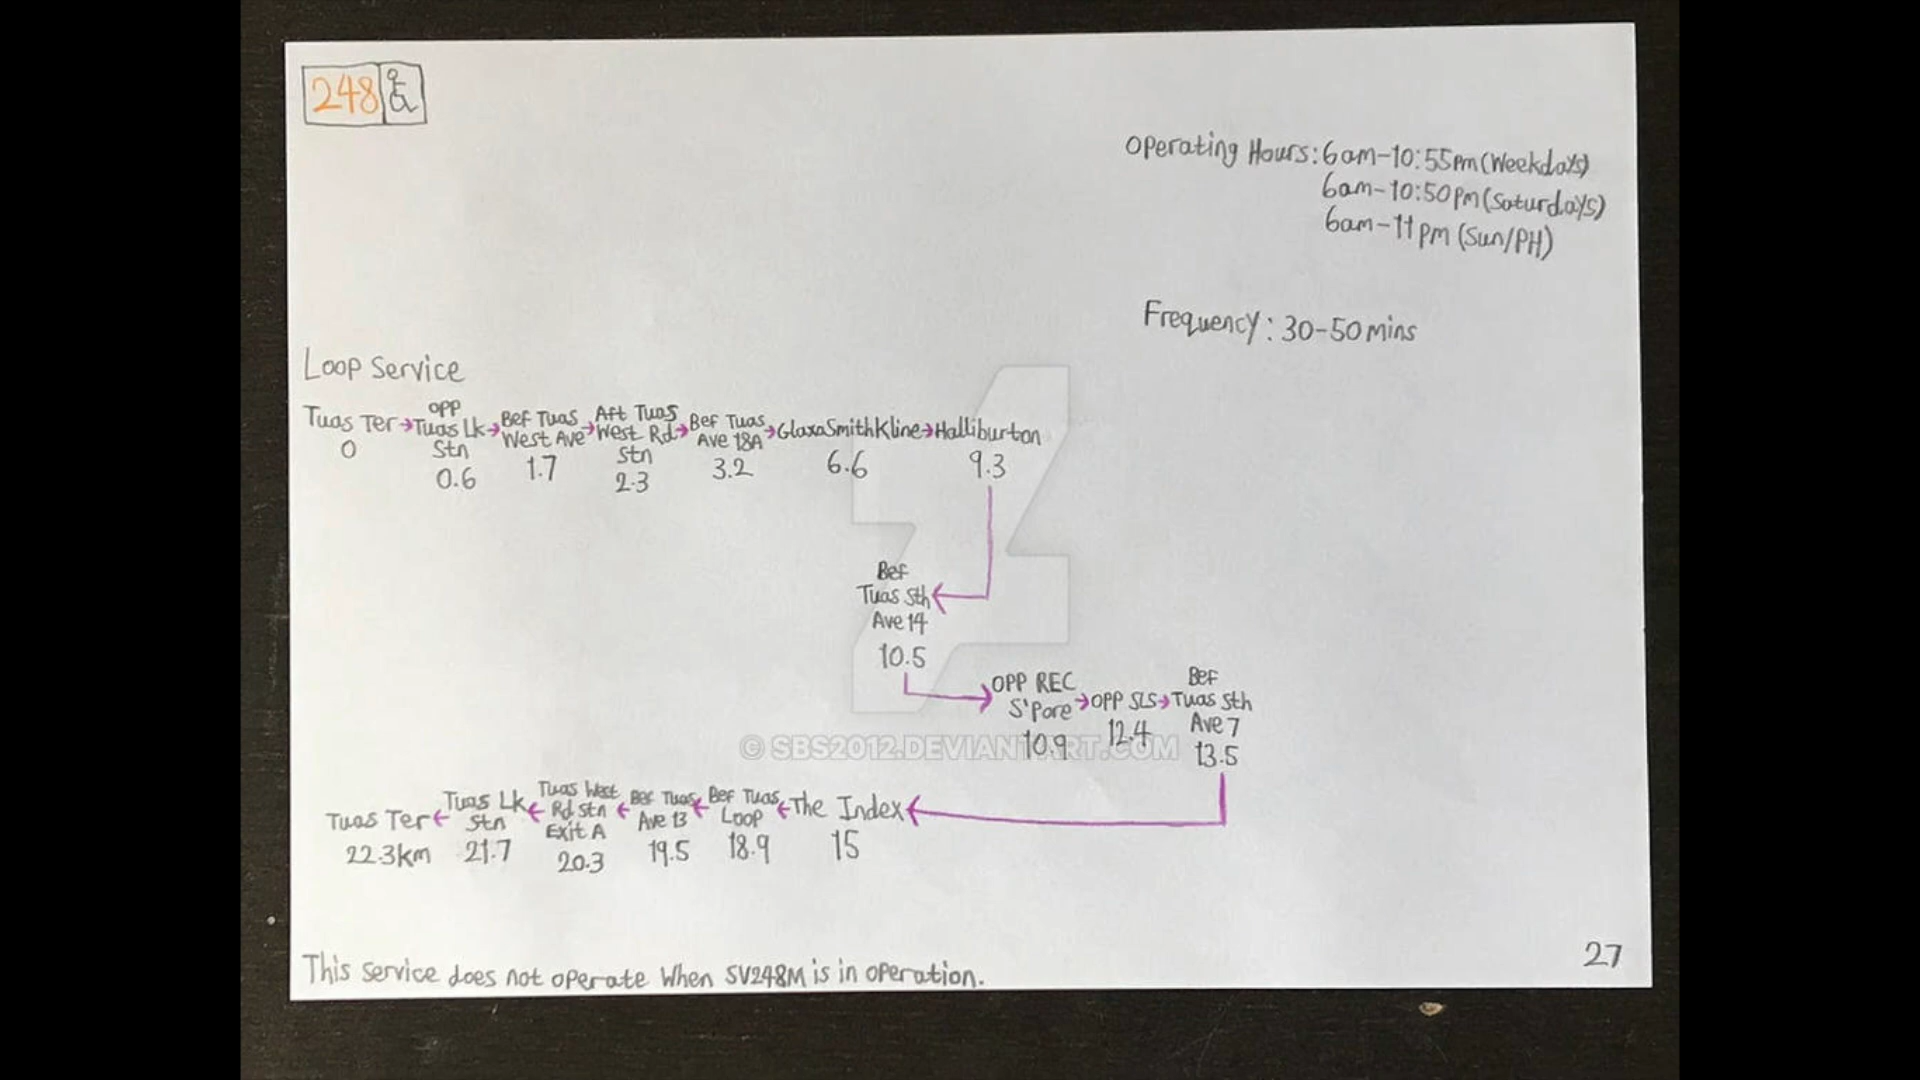 248
Operating Hours: 6am-10:55pm (Weekdays)
6am-10:50pm (Saturdays)
6am-11pm (Sun/PH)
Frequency: 30-50 mins
Loop Service
Tuas Ter
0
OPP
Tuas Lk
Stn
0.6
Bef Tuas
West Ave
1.7
Aft Tuas
West Rd
Stn
2.3
Bef Tuas
Ave 18A
3.2
GlaxaSmithKline
6.6
Halliburton
9.3
Bef
Tuas Sth
Ave 14
10.5
OPP REC
S'Pore
10.9
OPP SLS
12.4
Bef
Tuas Sth
Ave 7
13.5
© SBS2012.DEVIANTART.COM
The Index
15
Bef Tuas
Loop
18.9
Bef Tuas
Ave 13
19.5
Tuas West
Rd Stn
Exit A
20.3
Tuas Lk
Stn
21.7
Tuas Ter
22.3km
This service does not operate when SV248M is in operation.
27